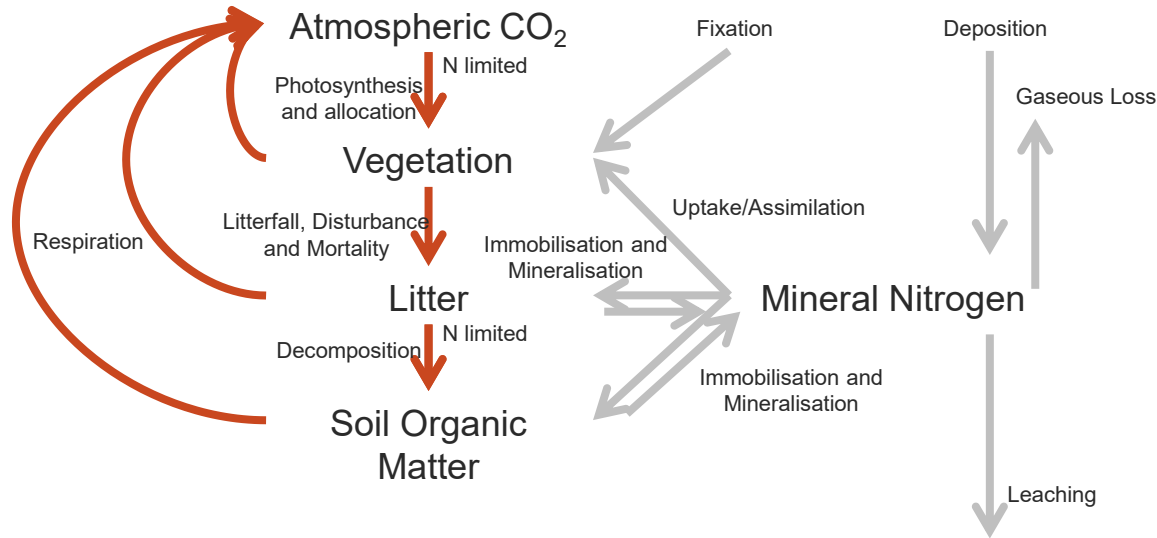 Atmospheric CO₂
Fixation
Deposition
N limited
Photosynthesis
and allocation
Gaseous Loss
Vegetation
Uptake/Assimilation
Litterfall, Disturbance
and Mortality
Respiration
Immobilisation and
Mineralisation
Litter
Mineral Nitrogen
N limited
Decomposition
Immobilisation and
Mineralisation
Soil Organic
Matter
Leaching